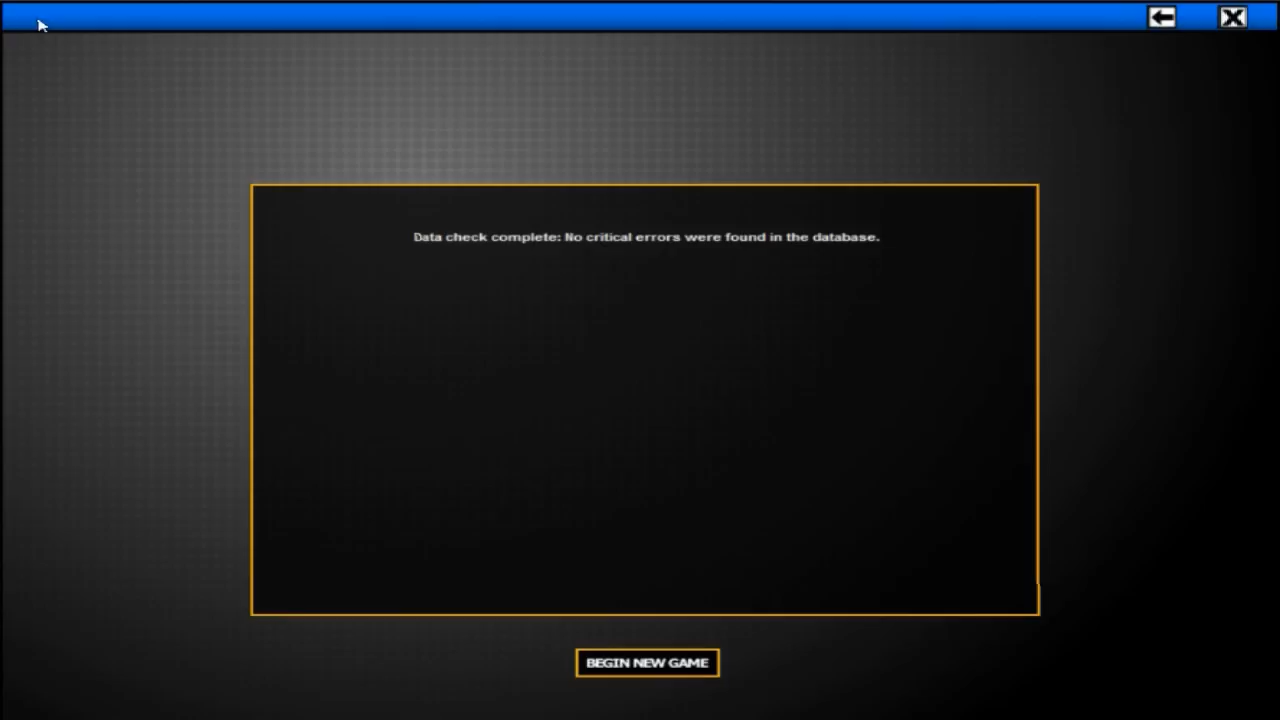 Data check complete: No critical errors were found in the database.
BEGIN NEW GAME